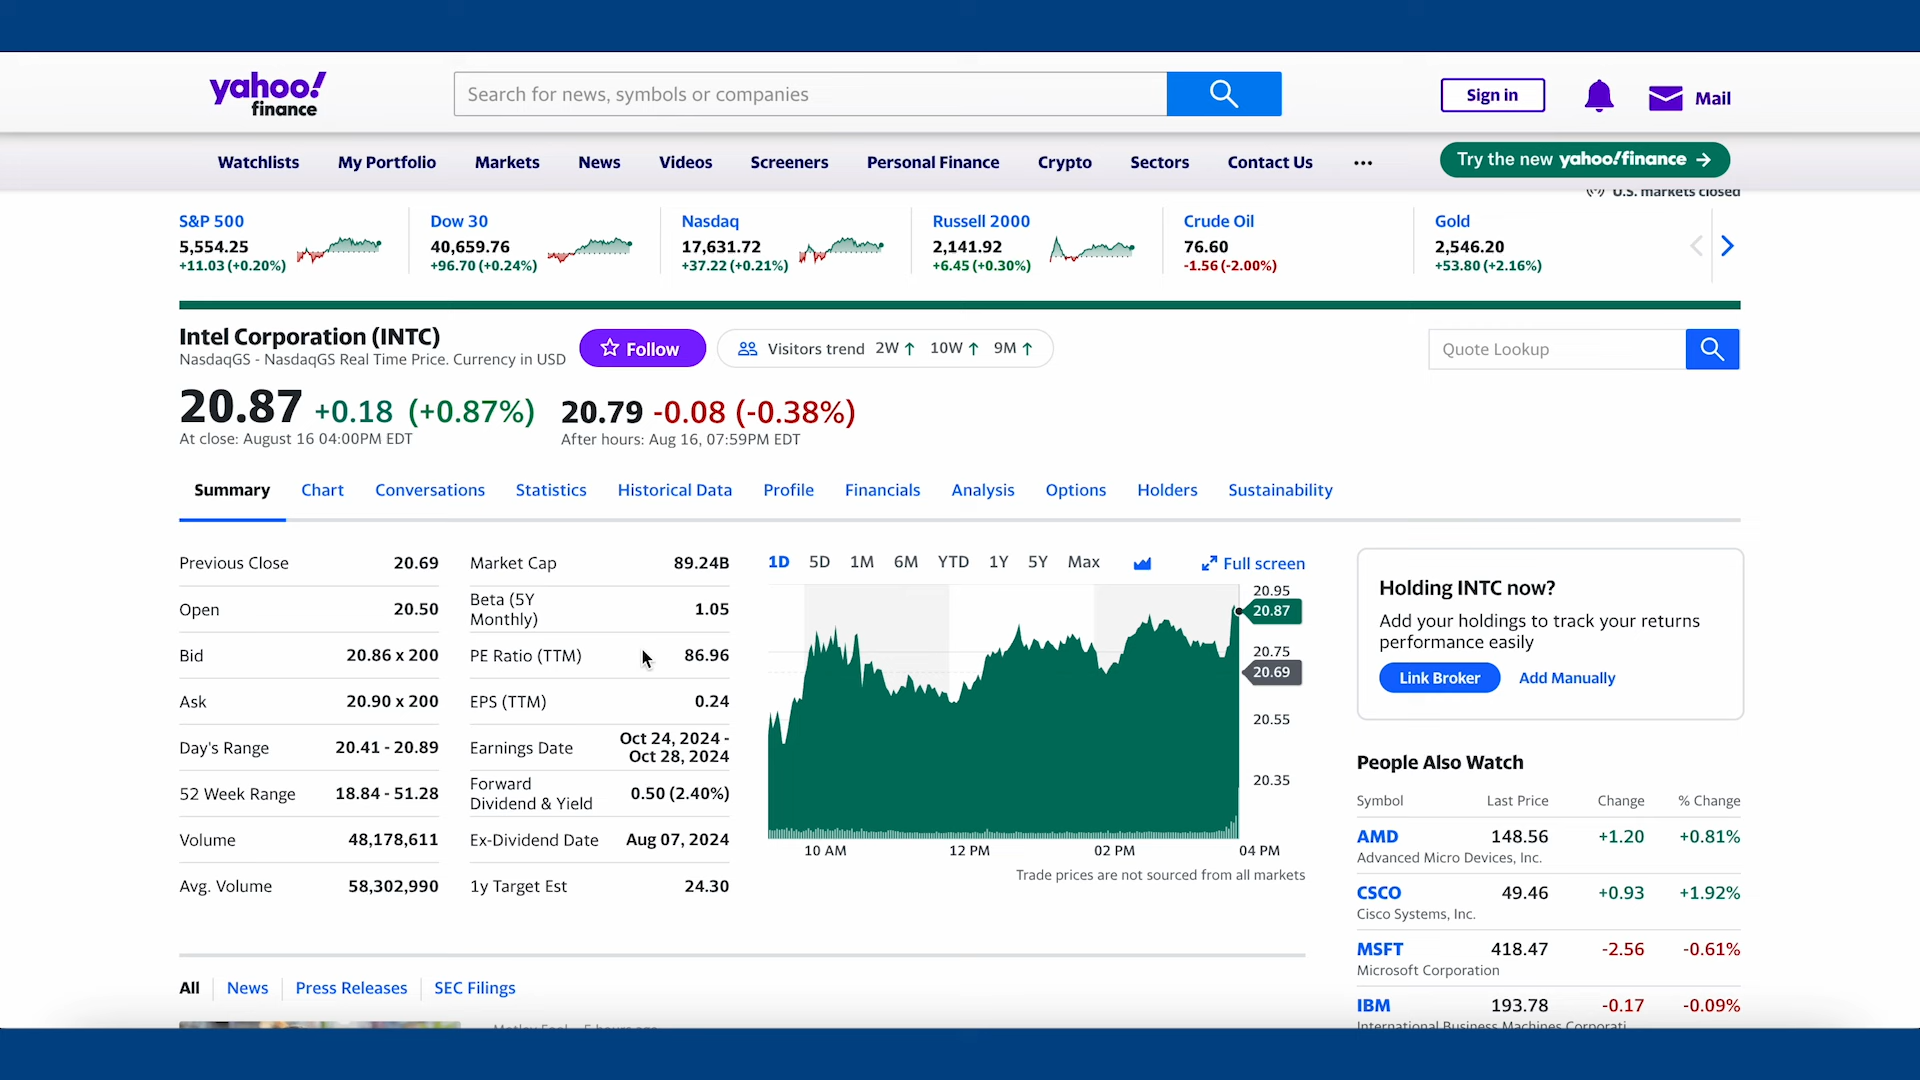 yahoo!
finance
Search for news, symbols or companies
Sign in
Mail
Watchlists
My Portfolio
Markets
News
Videos
Screeners
Personal Finance
Crypto
Sectors
Contact Us
...
Try the new yahoo!finance →
U.S. markets closed
S&P 500
5,554.25
+11.03 (+0.20%)
Dow 30
40,659.76
+96.70 (+0.24%)
Nasdaq
17,631.72
+37.22 (+0.21%)
Russell 2000
2,141.92
+6.45 (+0.30%)
Crude Oil
76.60
-1.56 (-2.00%)
Gold
2,546.20
+53.80 (+2.16%)
Intel Corporation (INTC)
NasdaqGS - NasdaqGS Real Time Price. Currency in USD
Follow
Visitors trend 2W↑ 10W↑ 9M↑
Quote Lookup
20.87 +0.18 (+0.87%)
At close: August 16 04:00PM EDT
20.79 -0.08 (-0.38%)
After hours: Aug 16, 07:59PM EDT
Summary
Chart
Conversations
Statistics
Historical Data
Profile
Financials
Analysis
Options
Holders
Sustainability
Previous Close 20.69
Open 20.50
Bid 20.86 x 200
Ask 20.90 x 200
Day's Range 20.41 - 20.89
52 Week Range 18.84 - 51.28
Volume 48,178,611
Avg. Volume 58,302,990
Market Cap 89.24B
Beta (5Y
Monthly) 1.05
PE Ratio (TTM) 86.96
EPS (TTM) 0.24
Earnings Date Oct 24, 2024 -
Oct 28, 2024
Forward
Dividend & Yield 0.50 (2.40%)
Ex-Dividend Date Aug 07, 2024
1y Target Est 24.30
1D 5D 1M 6M YTD 1Y 5Y Max
Full screen
20.95
20.87
20.75
20.69
20.55
20.35
10 AM
12 PM
02 PM
04 PM
Trade prices are not sourced from all markets
Holding INTC now?
Add your holdings to track your returns
performance easily
Link Broker
Add Manually
People Also Watch
Symbol Last Price Change % Change
AMD 148.56 +1.20 +0.81%
Advanced Micro Devices, Inc.
CSCO 49.46 +0.93 +1.92%
Cisco Systems, Inc.
MSFT 418.47 -2.56 -0.61%
Microsoft Corporation
IBM 193.78 -0.17 -0.09%
International Business Machines Corporati
All
News
Press Releases
SEC Filings